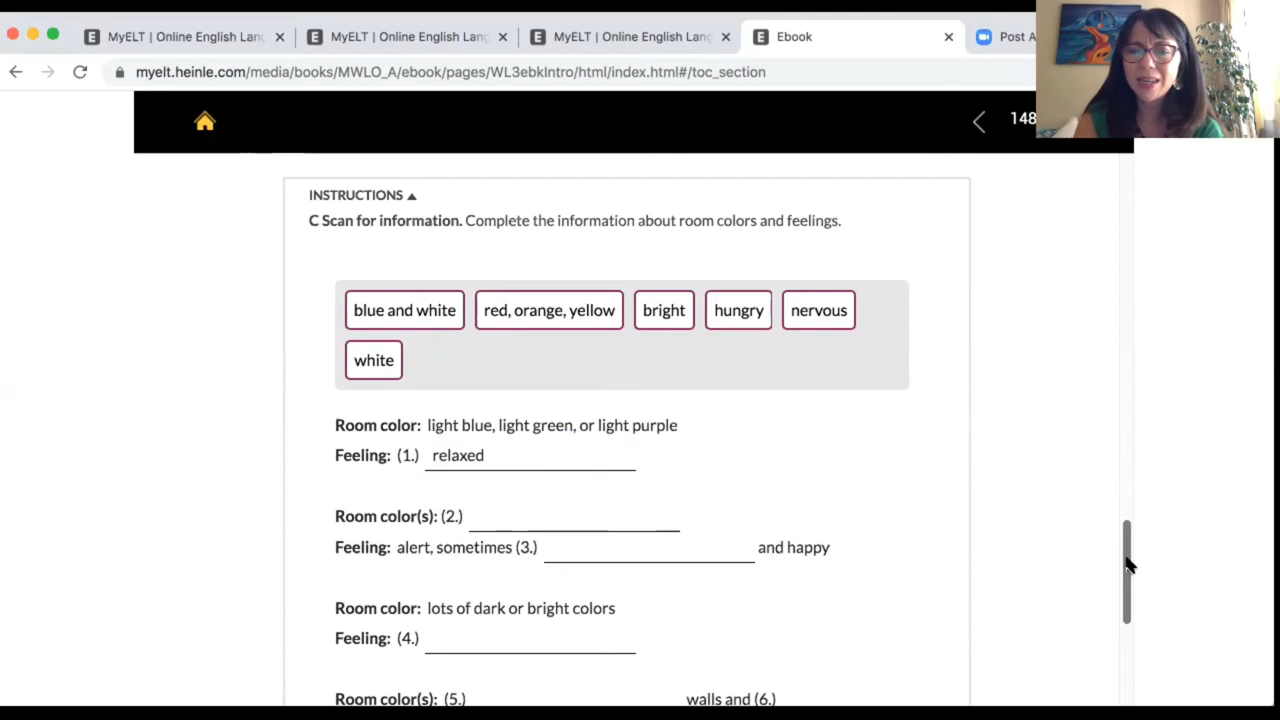 MyELT | Online English Lang
MyELT | Online English Lang
MyELT | Online English Lang
Ebook
Post A
myelt.heinle.com/media/books/MWLO_A/ebook/pages/WL3ebkIntro/html/index.html#/toc_section
148
INSTRUCTIONS
C Scan for information. Complete the information about room colors and feelings.
blue and white
red, orange, yellow
bright
hungry
nervous
white
Room color: light blue, light green, or light purple
Feeling: (1.) relaxed
Room color(s): (2.)
Feeling: alert, sometimes (3.) and happy
Room color: lots of dark or bright colors
Feeling: (4.)
Room color(s): (5.) walls and (6.)